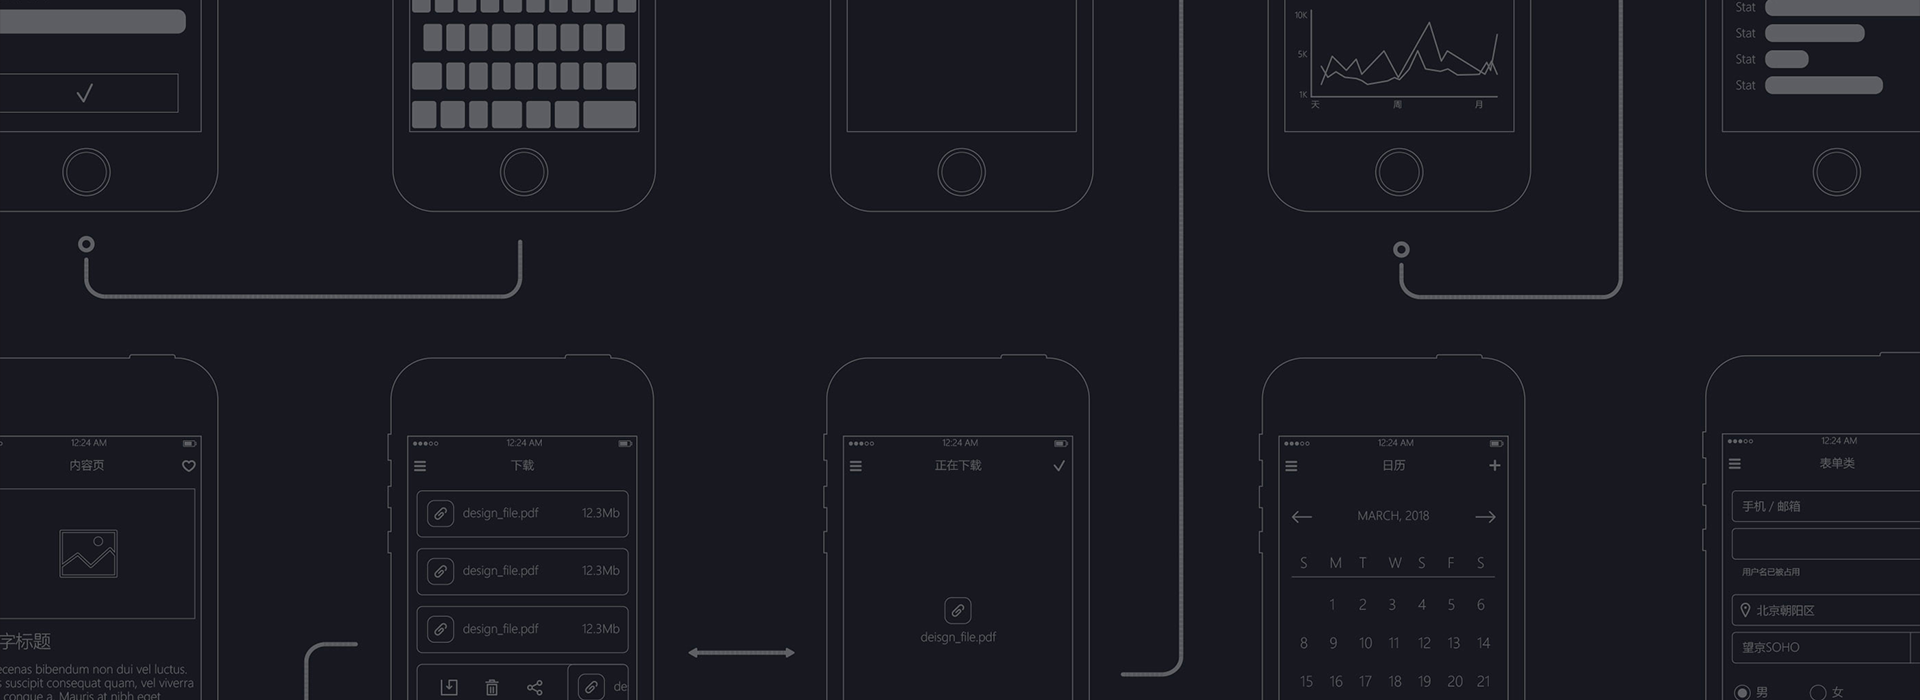 10K
5K
1K
天 周 月
Stat
Stat
Stat
Stat
12:24 AM
内容页
字标题
ecenas bibendum non dui vel luctus.
s suscipit consequat quam, vel viverra
congue a. Mauris at nibh eget
12:24 AM
下载
design_file.pdf 12.3Mb
design_file.pdf 12.3Mb
design_file.pdf 12.3Mb
de
12:24 AM
正在下载
deisgn_file.pdf
12:24 AM
日历
MARCH, 2018
S M T W S F S
1 2 3 4 5 6
8 9 10 11 12 13 14
15 16 17 18 19 20 21
12:24 AM
表单类
手机 / 邮箱
用户名已被占用
北京朝阳区
望京SOHO
男 女